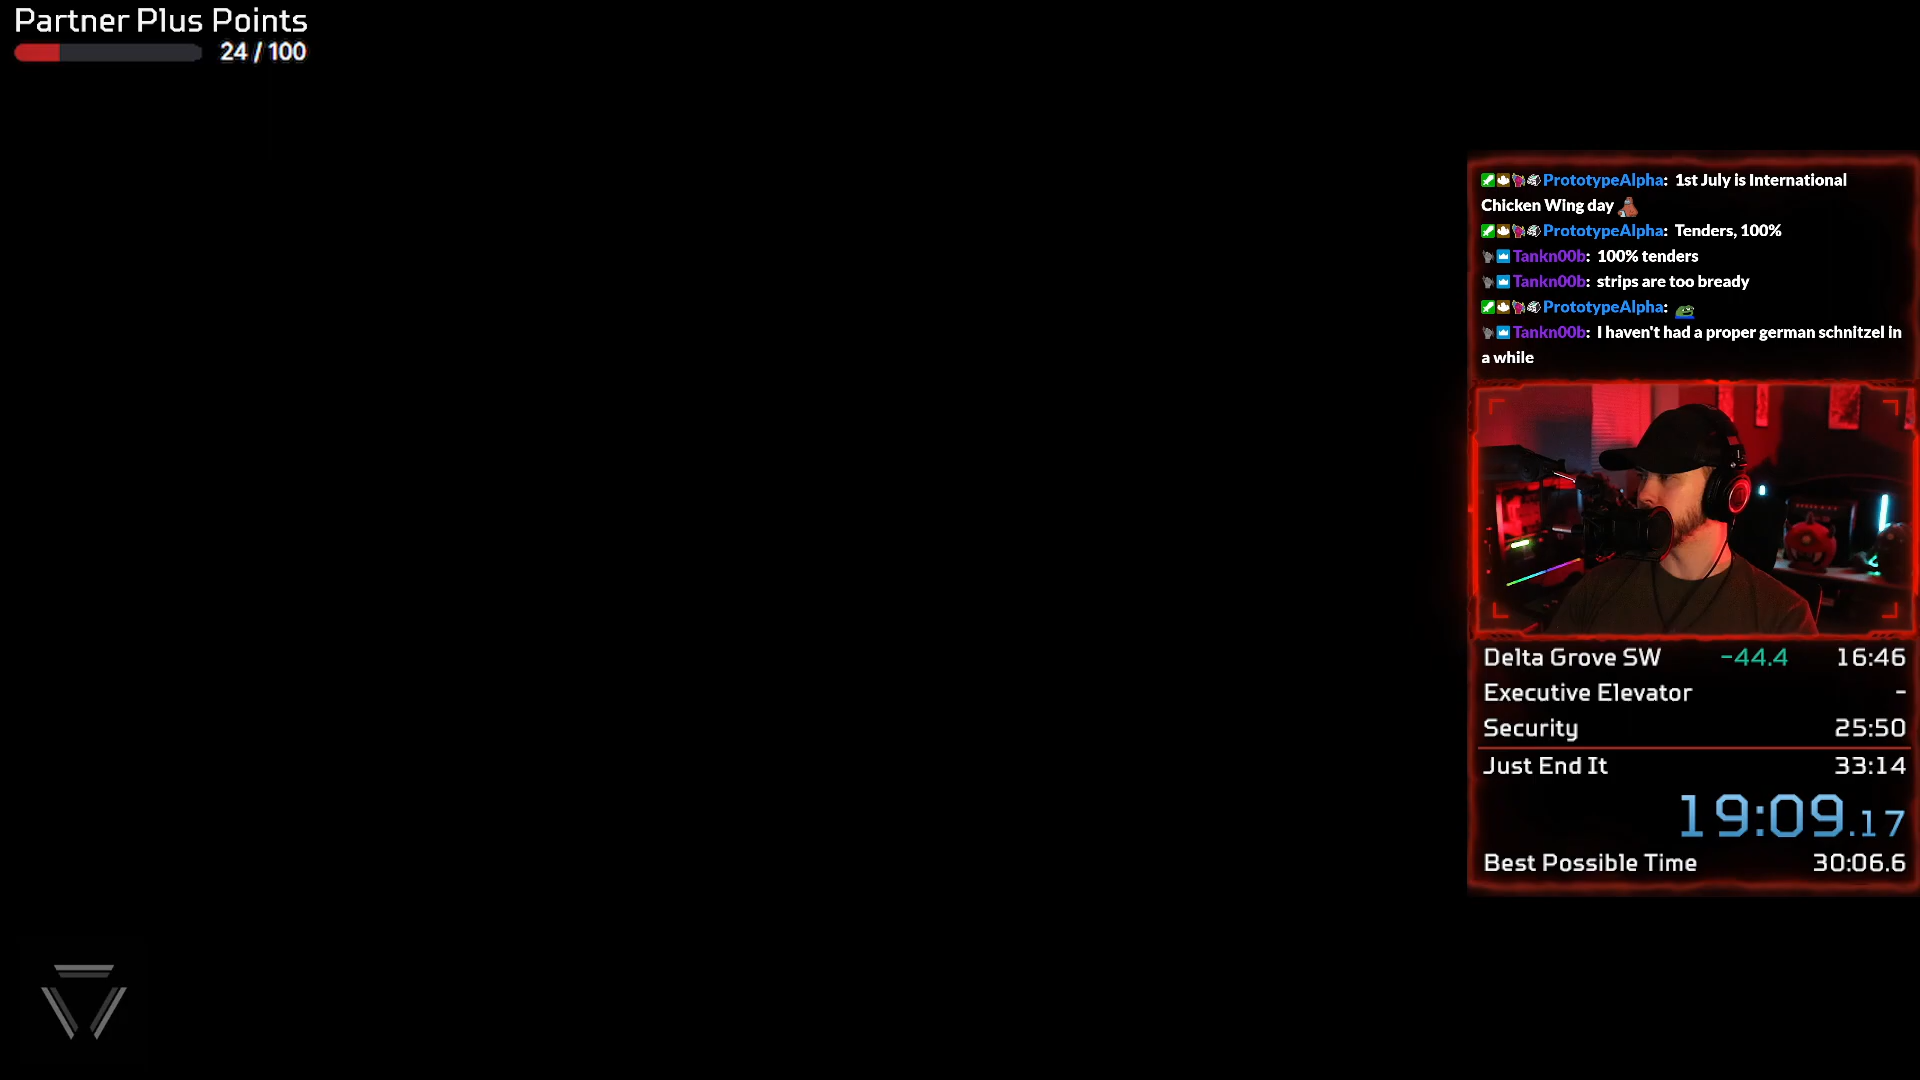 Partner Plus Points
24 / 100
PrototypeAlpha: 1st July is International
Chicken Wing day
PrototypeAlpha: Tenders, 100%
Tankn00b: 100% tenders
Tankn00b: strips are too bready
PrototypeAlpha:
Tankn00b: I haven't had a proper german schnitzel in
a while
Delta Grove SW -44.4 16:46
Executive Elevator -
Security 25:50
Just End It 33:14
19:09.17
Best Possible Time 30:06.6